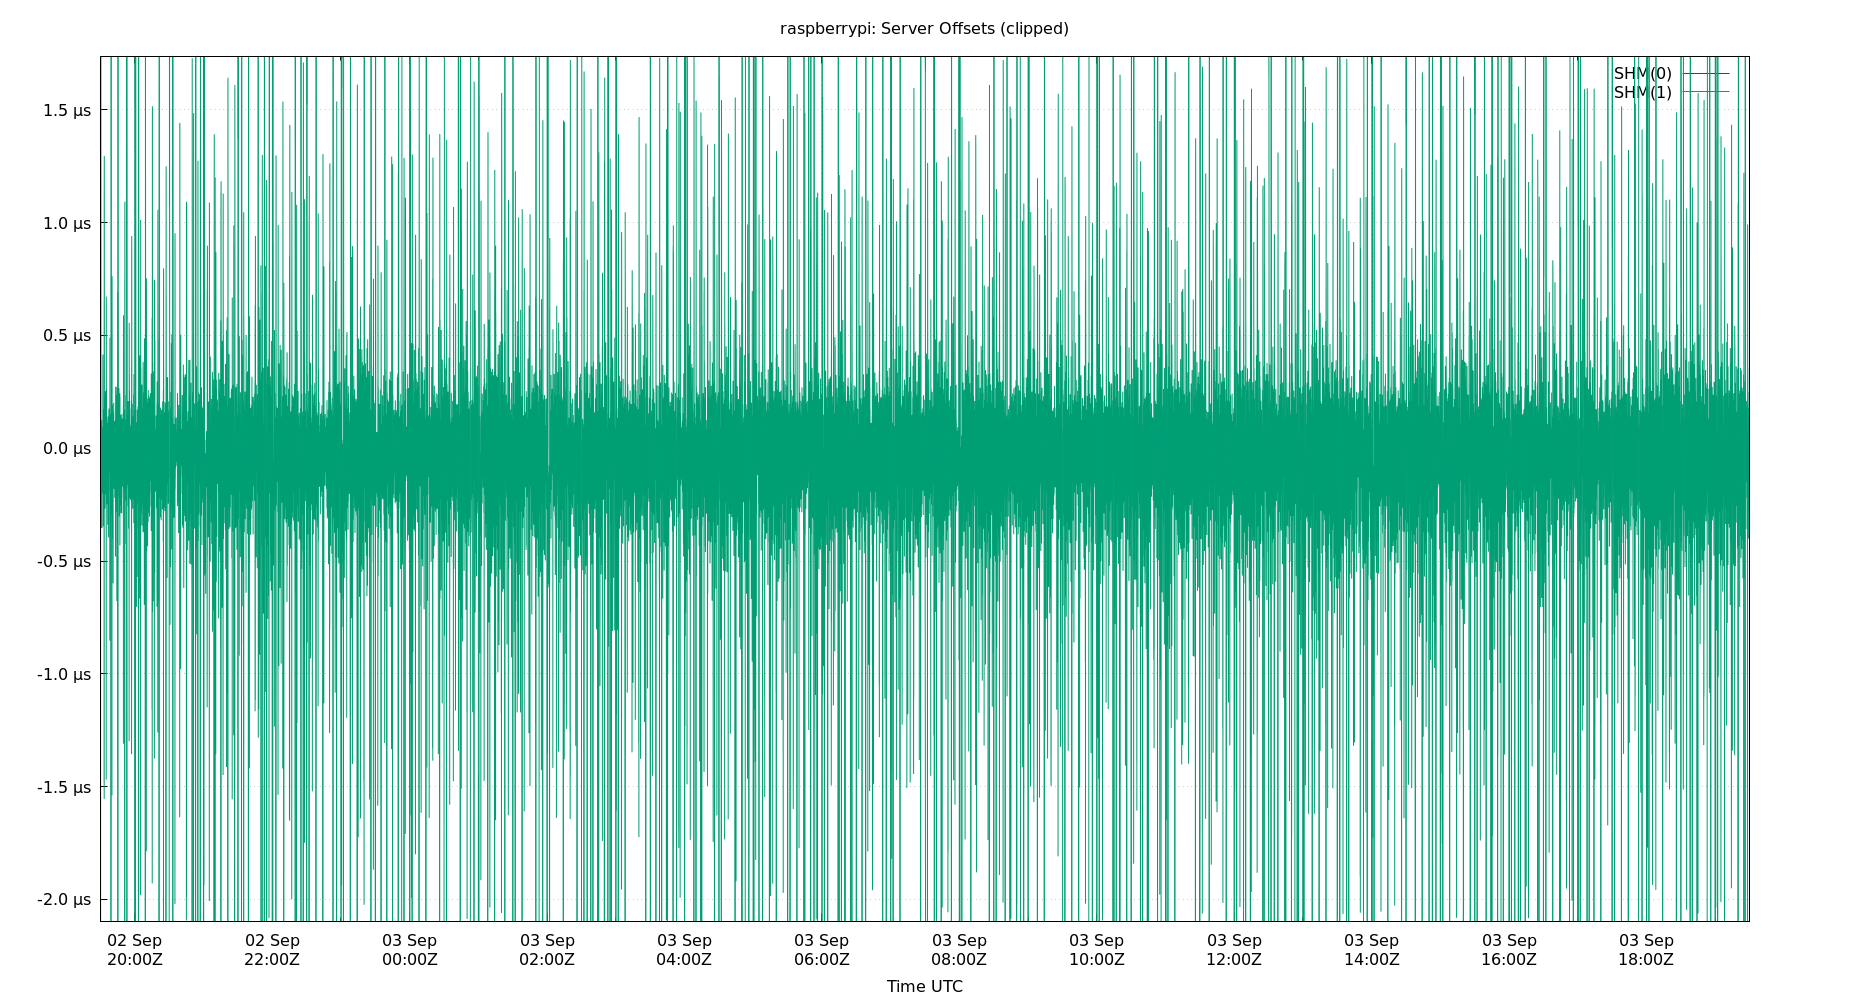 raspberrypi: Server Offsets (clipped)
SHM(0)
SHM(1)
1.5 µs
1.0 µs
0.5 µs
0.0 µs
-0.5 µs
-1.0 µs
-1.5 µs
-2.0 µs
02 Sep 02 Sep 03 Sep 03 Sep 03 Sep 03 Sep 03 Sep 03 Sep 03 Sep 03 Sep 03 Sep 03 Sep
20:00Z 22:00Z 00:00Z 02:00Z 04:00Z 06:00Z 08:00Z 10:00Z 12:00Z 14:00Z 16:00Z 18:00Z
Time UTC